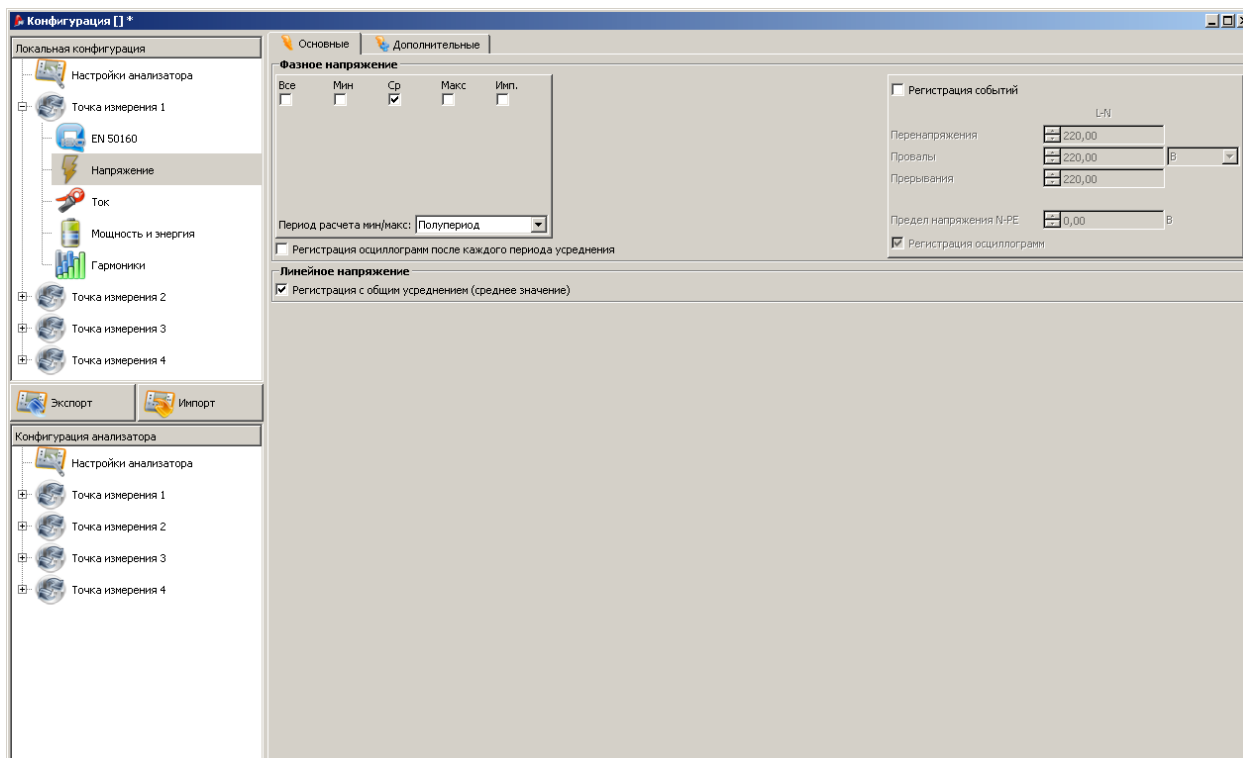 Конфигурация [] *
Локальная конфигурация
Настройки анализатора
Точка измерения 1
EN 50160
Напряжение
Ток
Мощность и энергия
Гармоники
Точка измерения 2
Точка измерения 3
Точка измерения 4
Экспорт Импорт
Конфигурация анализатора
Настройки анализатора
Точка измерения 1
Точка измерения 2
Точка измерения 3
Точка измерения 4
Основные Дополнительные
Фазное напряжение
Все Мин Ср Макс Имп.
Период расчета мин/макс: Полупериод
Регистрация осциллограмм после каждого периода усреднения
Регистрация событий
L-N
Перенапряжения 220,00
Провалы 220,00 В
Прерывания 220,00
Предел напряжения N-PE 0,00 В
Регистрация осциллограмм
Линейное напряжение
Регистрация с общим усреднением (среднее значение)